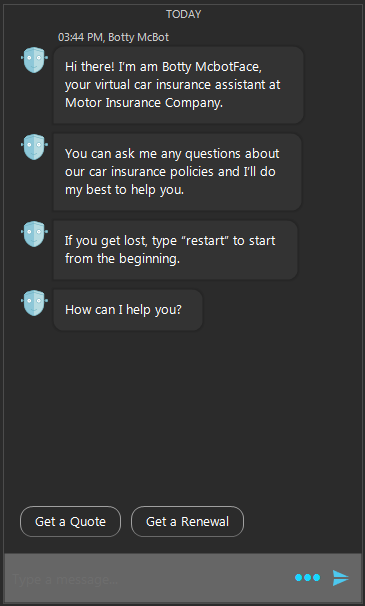 TODAY
03:44 PM, Botty McBot
Hi there! I'm am Botty McbotFace,
your virtual car insurance assistant at
Motor Insurance Company.
You can ask me any questions about
our car insurance policies and I'll do
my best to help you.
If you get lost, type “restart” to start
from the beginning.
How can I help you?
Get a Quote
Get a Renewal
Type a message...